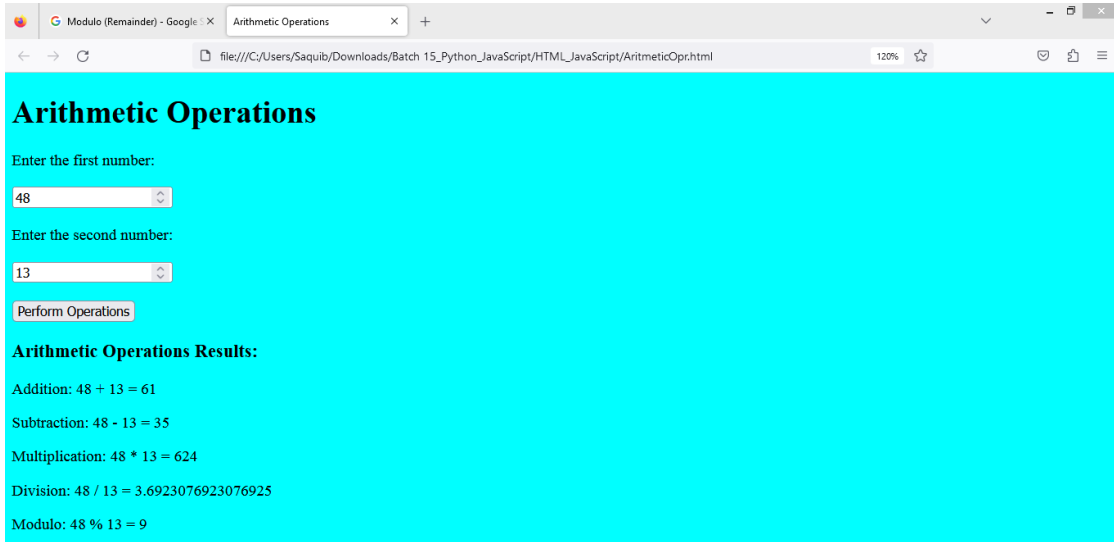 Modulo (Remainder) - Google S
Arithmetic Operations
file:///C:/Users/Saquib/Downloads/Batch 15_Python_JavaScript/HTML_JavaScript/AritmeticOpr.html
120%
Arithmetic Operations
Enter the first number:
48
Enter the second number:
13
Perform Operations
Arithmetic Operations Results:
Addition: 48 + 13 = 61
Subtraction: 48 - 13 = 35
Multiplication: 48 * 13 = 624
Division: 48 / 13 = 3.6923076923076925
Modulo: 48 % 13 = 9